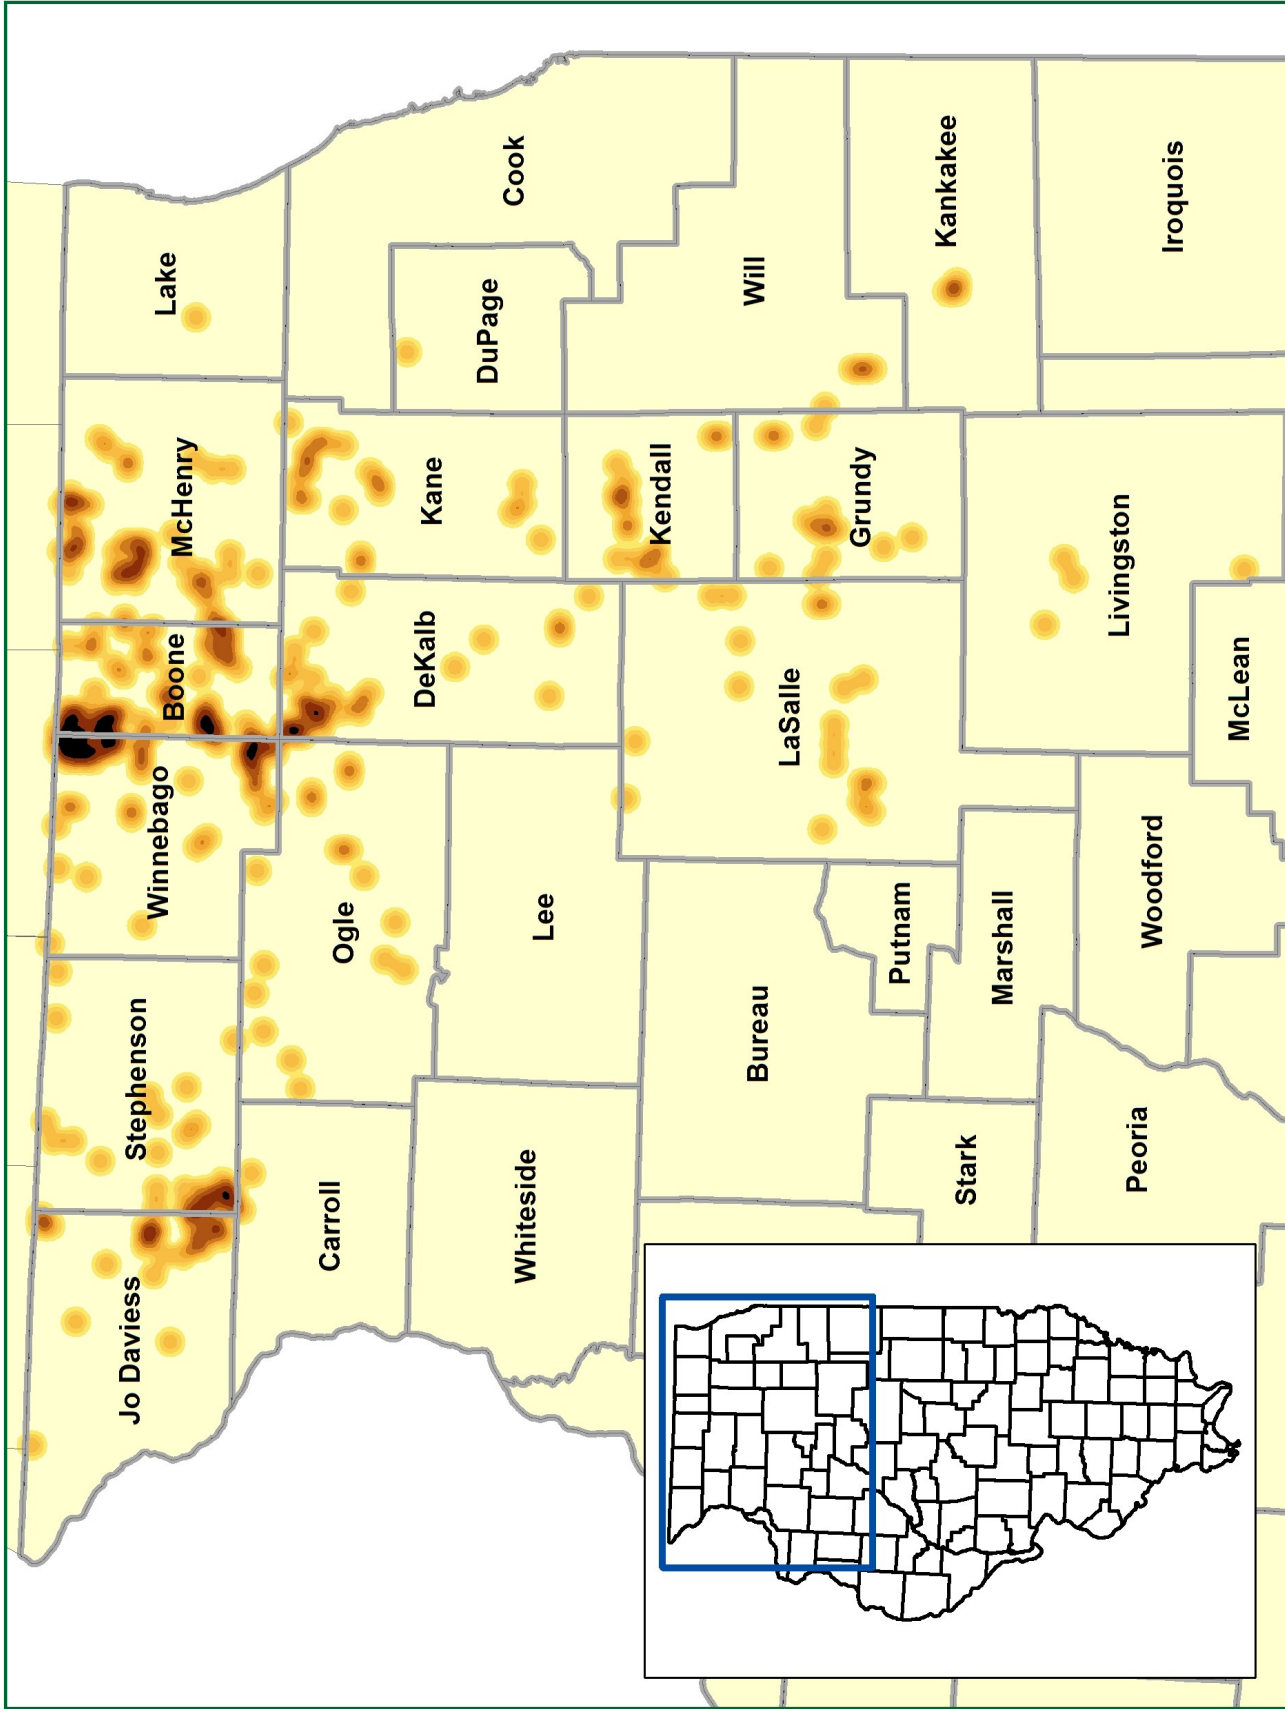 Jo Daviess
Stephenson
Winnebago
Boone
McHenry
Lake
Carroll
Ogle
DeKalb
Kane
DuPage
Cook
Whiteside
Lee
Kendall
Will
Bureau
LaSalle
Grundy
Kankakee
Putnam
Stark
Marshall
Livingston
Iroquois
Peoria
Woodford
McLean